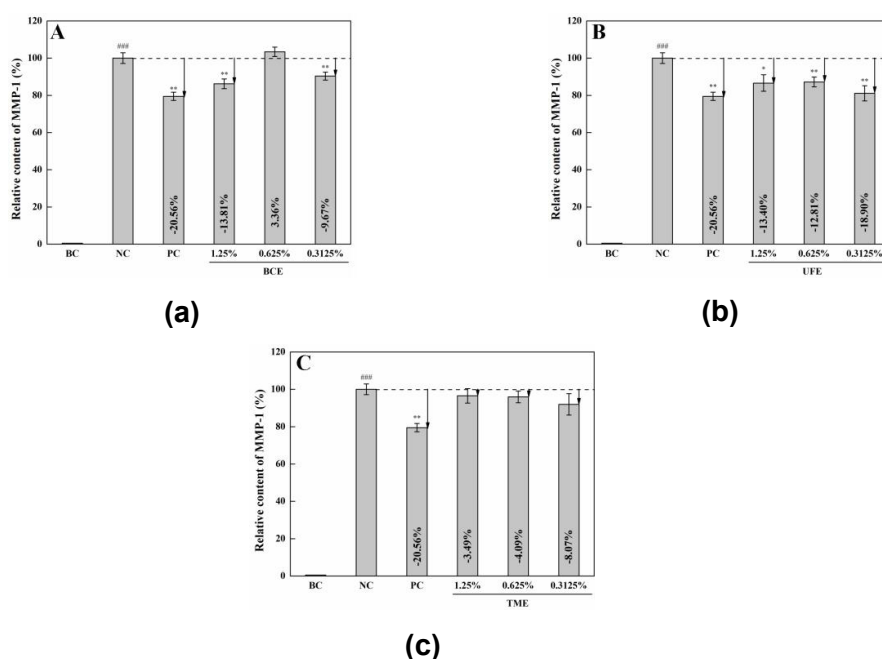 A
Relative content of MMP-1 (%)
120
100
80
60
40
20
0
###
**
**
**
-20.56%
-13.81%
3.36%
-9.67%
BC NC PC 1.25% 0.625% 0.3125%
BCE
(a)
B
Relative content of MMP-1 (%)
120
100
80
60
40
20
0
###
**
*
**
**
-20.56%
-13.40%
-12.81%
-18.90%
BC NC PC 1.25% 0.625% 0.3125%
UFE
(b)
C
Relative content of MMP-1 (%)
120
100
80
60
40
20
0
###
**
-20.56%
-3.49%
-4.09%
-8.07%
BC NC PC 1.25% 0.625% 0.3125%
TME
(c)